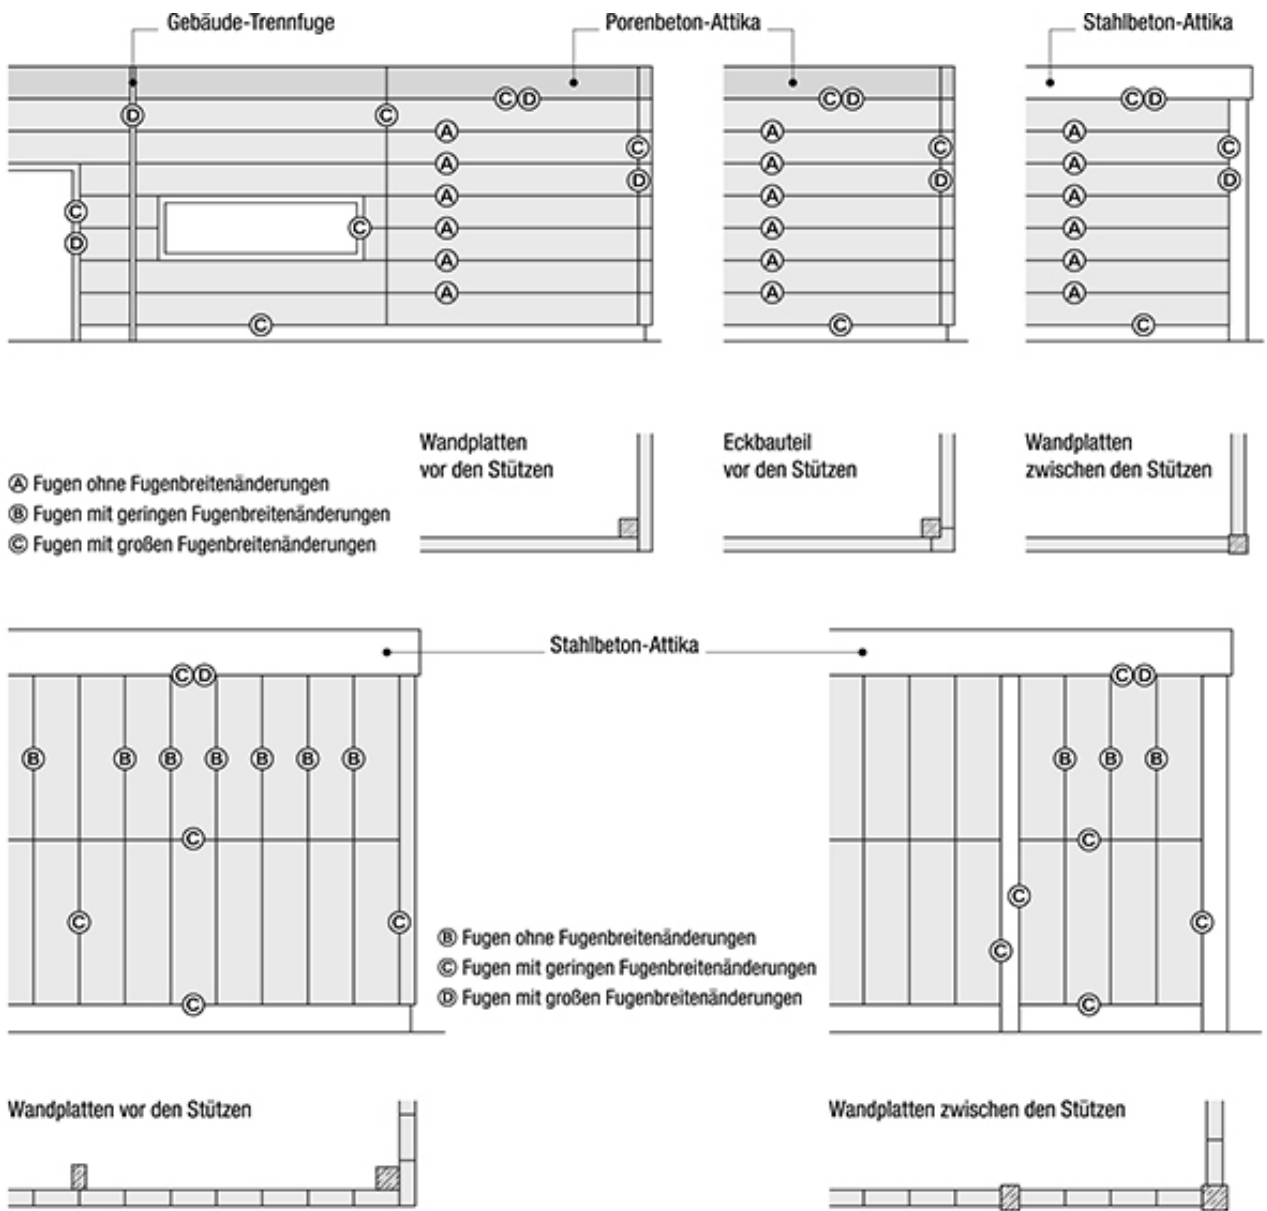 Gebäude-Trennfuge
Porenbeton-Attika
Stahlbeton-Attika
C D
C D
C D
D
C
A
A
A
C
A
A
A
C
C
C
D
A
A
A
D
D
D
C
A
A
A
D
C
A
A
A
A
A
A
C
C
C
Wandplatten
vor den Stützen
Eckbauteil
vor den Stützen
Wandplatten
zwischen den Stützen
A Fugen ohne Fugenbreitenänderungen
B Fugen mit geringen Fugenbreitenänderungen
C Fugen mit großen Fugenbreitenänderungen
Stahlbeton-Attika
C D
C D
B B B B B B B
B B B
C
C
C
C
C
C
C
B Fugen ohne Fugenbreitenänderungen
C Fugen mit geringen Fugenbreitenänderungen
D Fugen mit großen Fugenbreitenänderungen
C
C
Wandplatten vor den Stützen
Wandplatten zwischen den Stützen